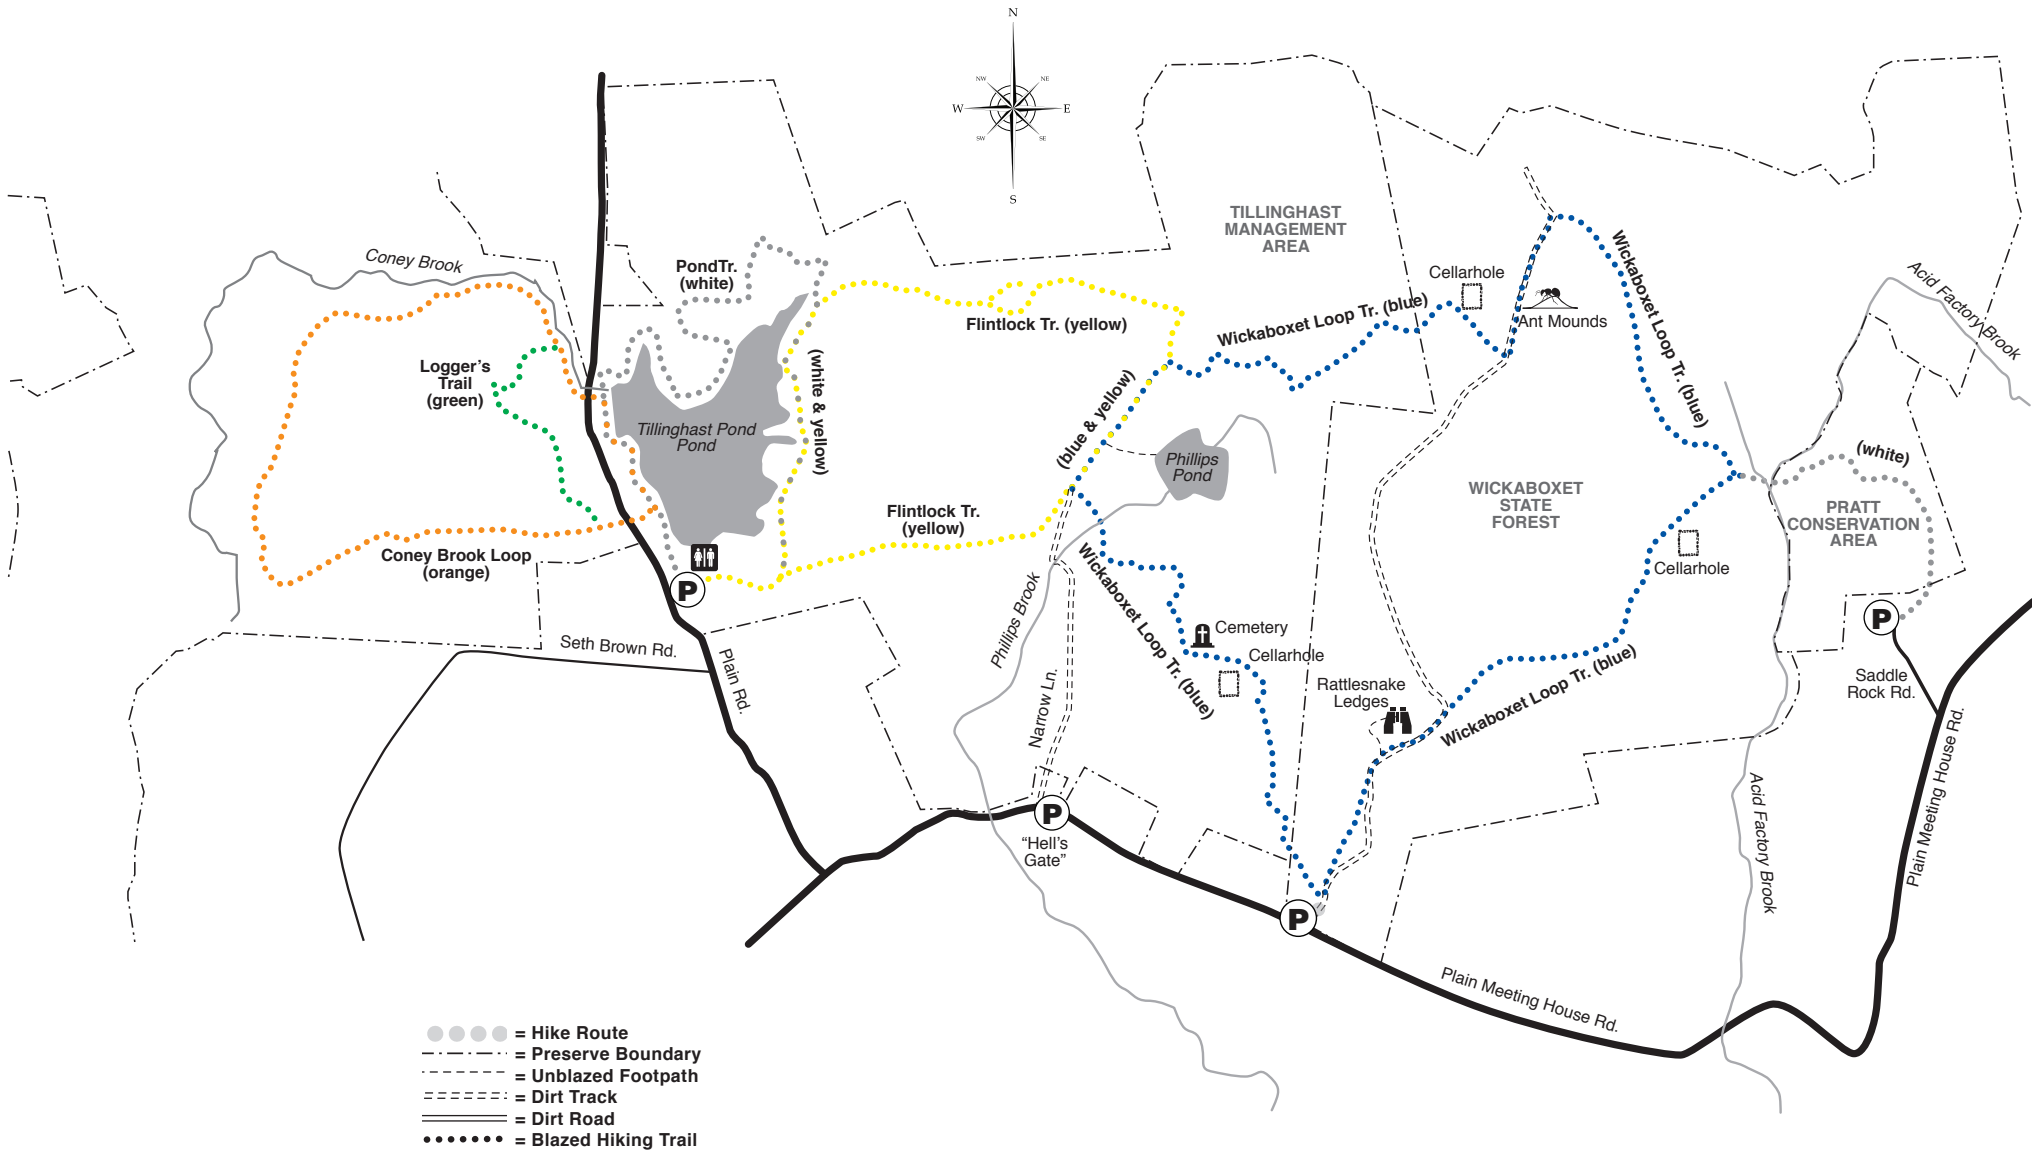 N
NW
NE
W
E
SW
SE
S
TILLINGHAST
MANAGEMENT
AREA
Coney Brook
PondTr.
(white)
Cellarhole
Wickaboxet Loop Tr. (blue)
Ant Mounds
Wickaboxet Loop Tr. (blue)
Acid Factory Brook
Flintlock Tr. (yellow)
Logger's
Trail
(green)
(white & yellow)
(blue & yellow)
Tillinghast Pond
Pond
Phillips
Pond
(white)
WICKABOXET
STATE
FOREST
PRATT
CONSERVATION
AREA
Flintlock Tr.
(yellow)
Coney Brook Loop
(orange)
P
Cellarhole
Phillips Brook
Wickaboxet Loop Tr. (blue)
Cemetery
Cellarhole
P
Seth Brown Rd.
Plain Rd.
Narrow Ln.
Rattlesnake
Ledges
Wickaboxet Loop Tr. (blue)
Saddle
Rock Rd.
Plain Meeting House Rd.
Acid Factory Brook
P
“Hell’s
Gate”
P
Plain Meeting House Rd.
= Hike Route
= Preserve Boundary
= Unblazed Footpath
= Dirt Track
= Dirt Road
= Blazed Hiking Trail